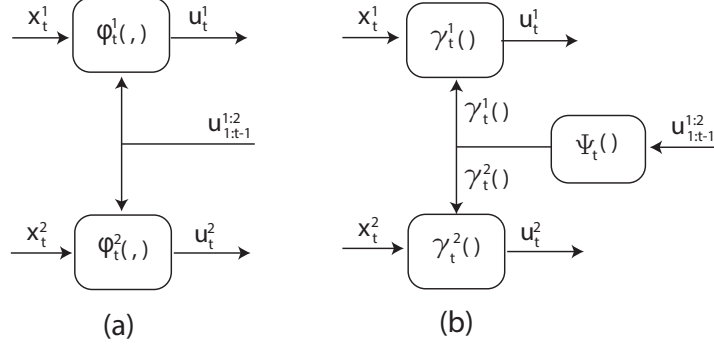 x_t^1 φ_t^1(,) u_t^1
u_{1:t-1}^{1:2}
x_t^2 φ_t^2(,) u_t^2
(a)
x_t^1 γ_t^1() u_t^1
γ_t^1()
Ψ_t() u_{1:t-1}^{1:2}
γ_t^2()
x_t^2 γ_t^2() u_t^2
(b)